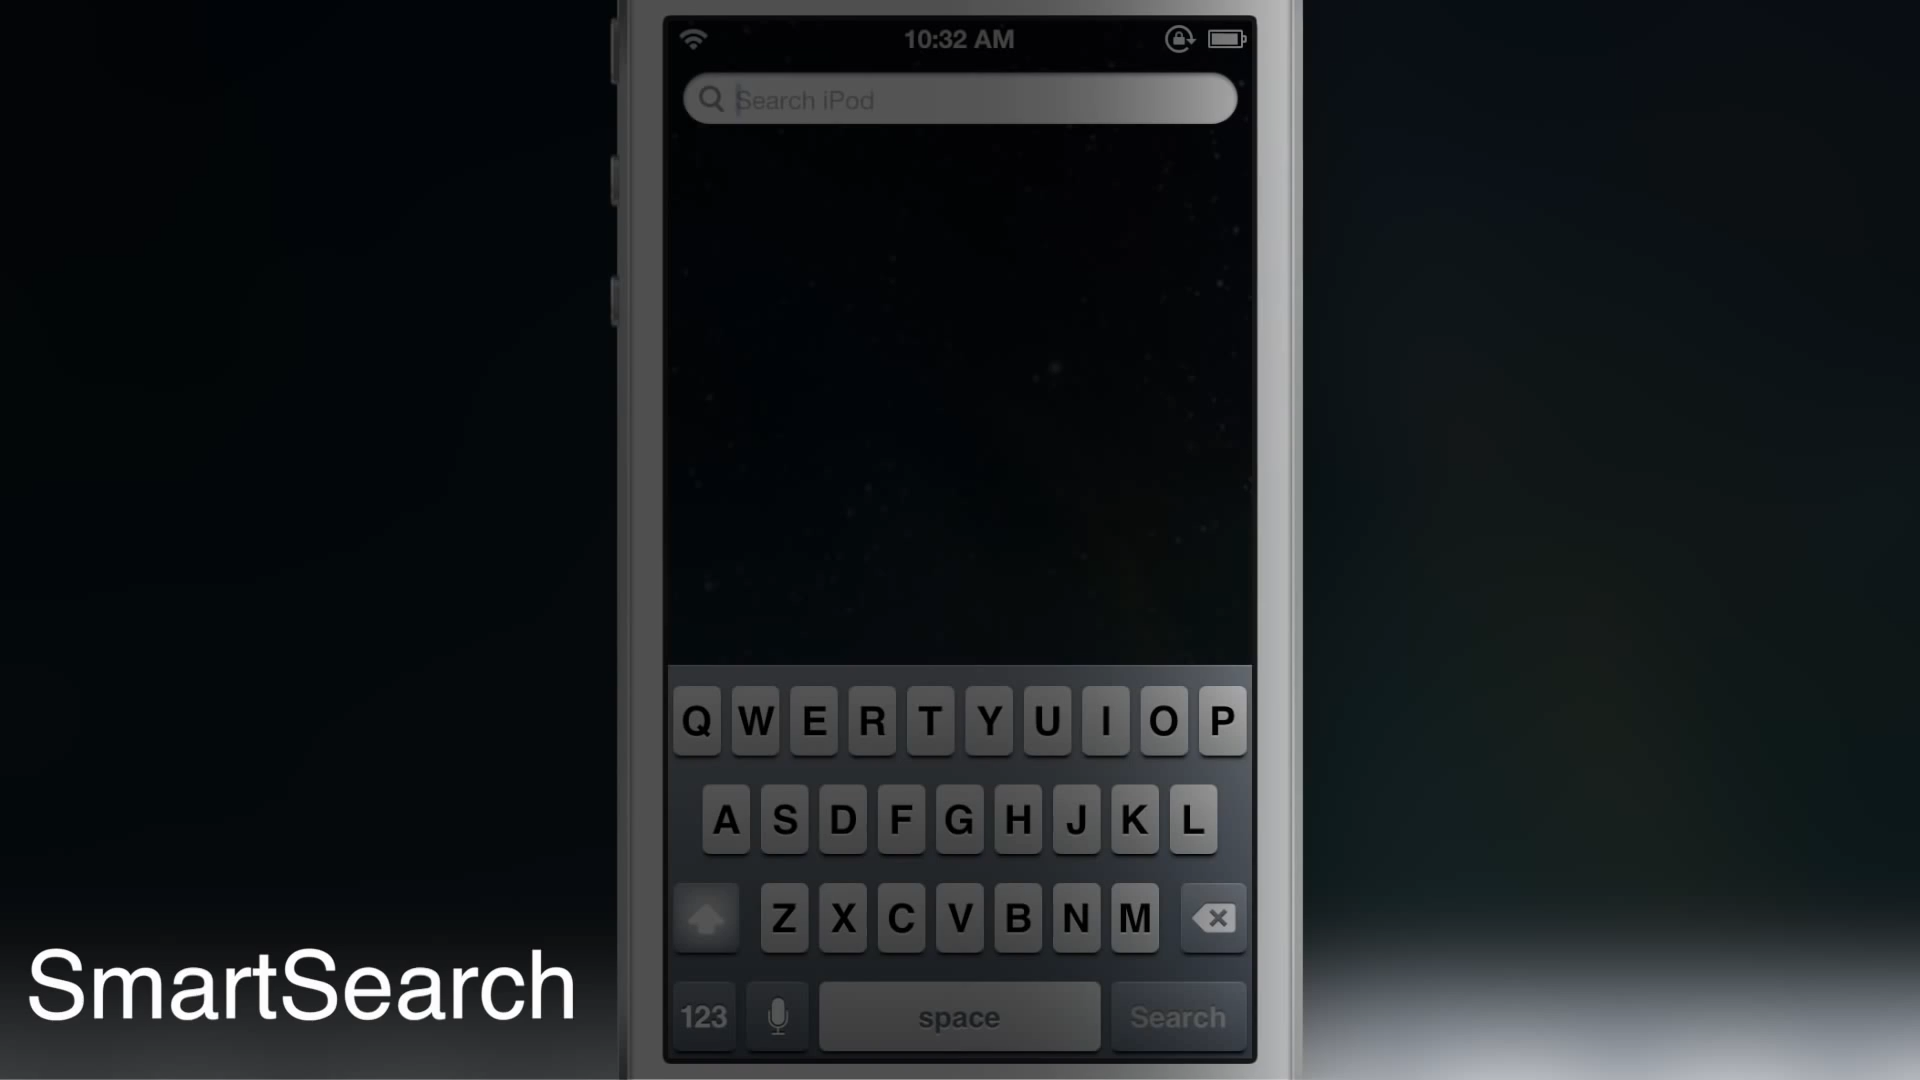 10:32 AM
Search iPod
Q W E R T Y U I O P
A S D F G H J K L
Z X C V B N M
123 space Search
SmartSearch